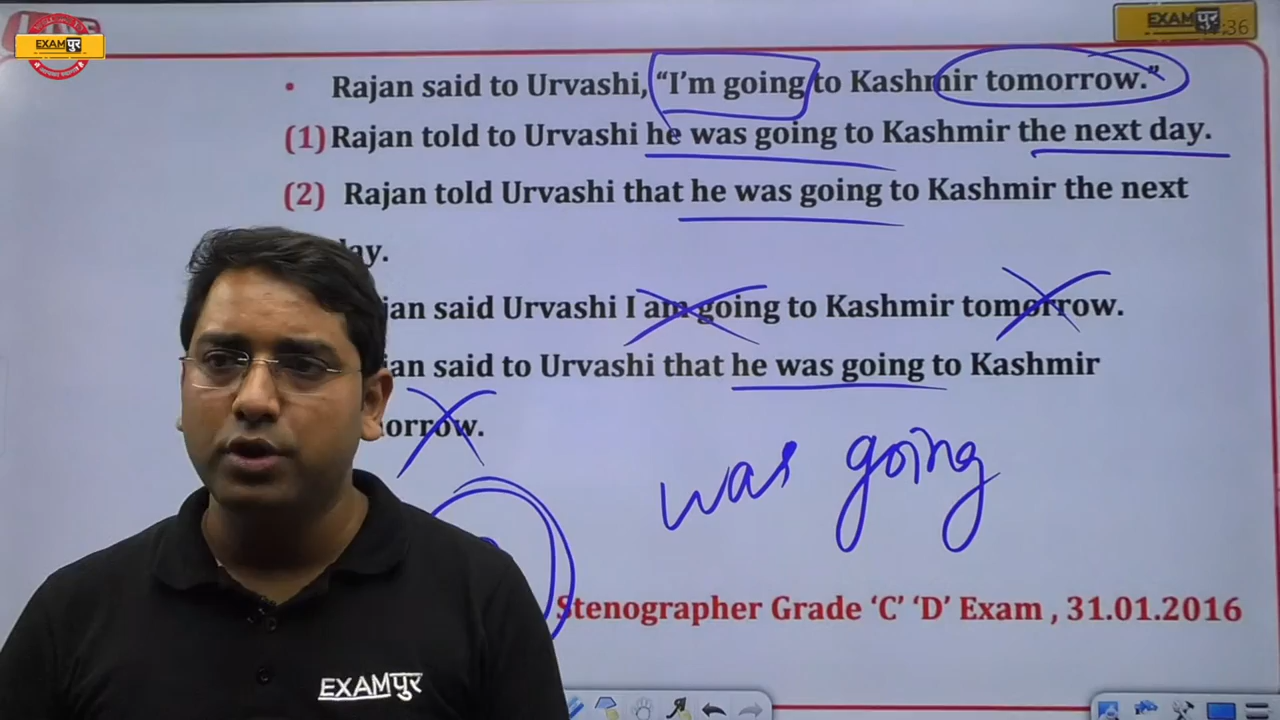 EXAMपुर
EXAMपुर
:36
• Rajan said to Urvashi, “I’m going to Kashmir tomorrow.”
(1) Rajan told to Urvashi he was going to Kashmir the next day.
(2) Rajan told Urvashi that he was going to Kashmir the next
ay.
jan said Urvashi I am going to Kashmir tomorrow.
an said to Urvashi that he was going to Kashmir
orrow.
was going
Stenographer Grade ‘C’ ‘D’ Exam , 31.01.2016
EXAMपुर